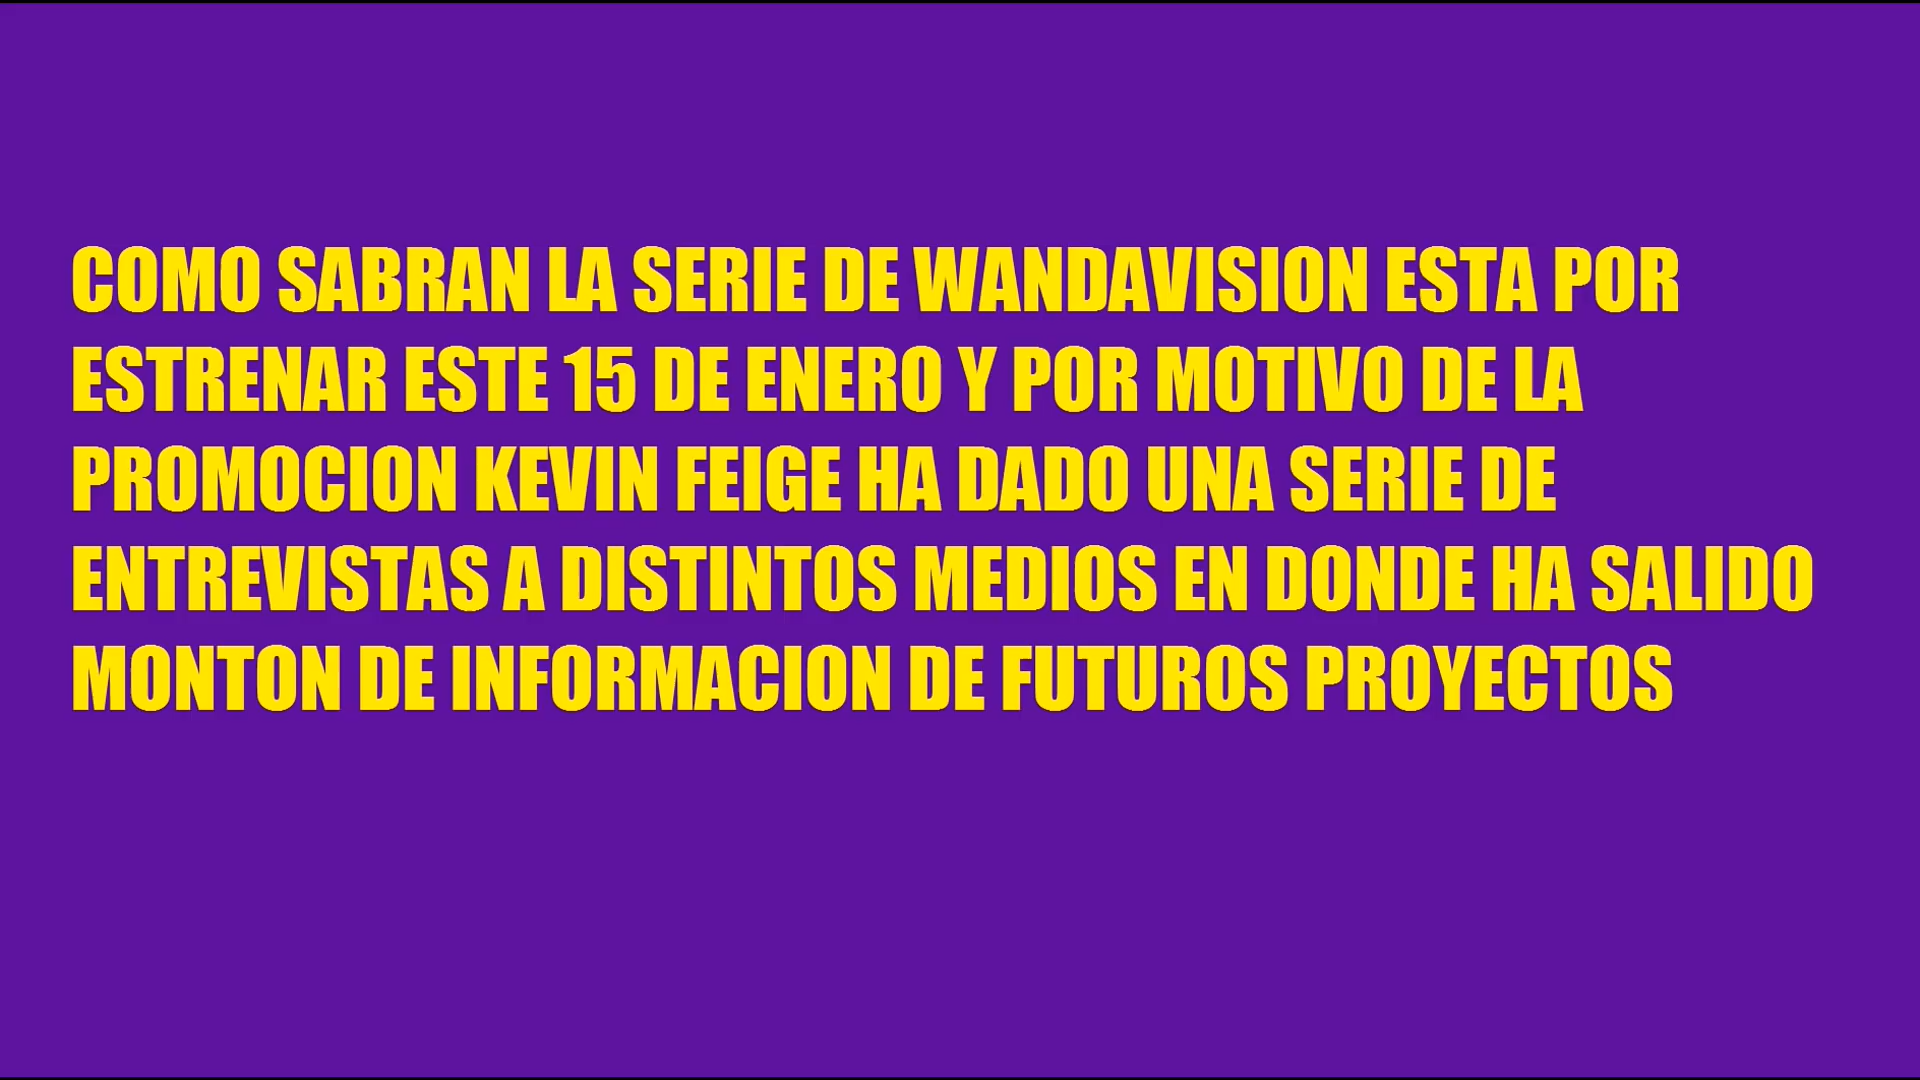 COMO SABRAN LA SERIE DE WANDAVISION ESTA POR
ESTRENAR ESTE 15 DE ENERO Y POR MOTIVO DE LA
PROMOCION KEVIN FEIGE HA DADO UNA SERIE DE
ENTREVISTAS A DISTINTOS MEDIOS EN DONDE HA SALIDO
MONTON DE INFORMACION DE FUTUROS PROYECTOS